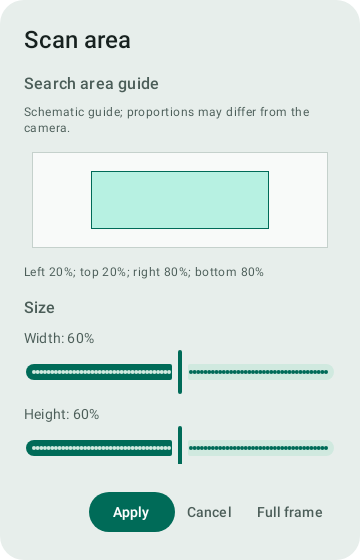 Scan area
Search area guide
Schematic guide; proportions may differ from the
camera.
Left 20%; top 20%; right 80%; bottom 80%
Size
Width: 60%
Height: 60%
Apply
Cancel
Full frame